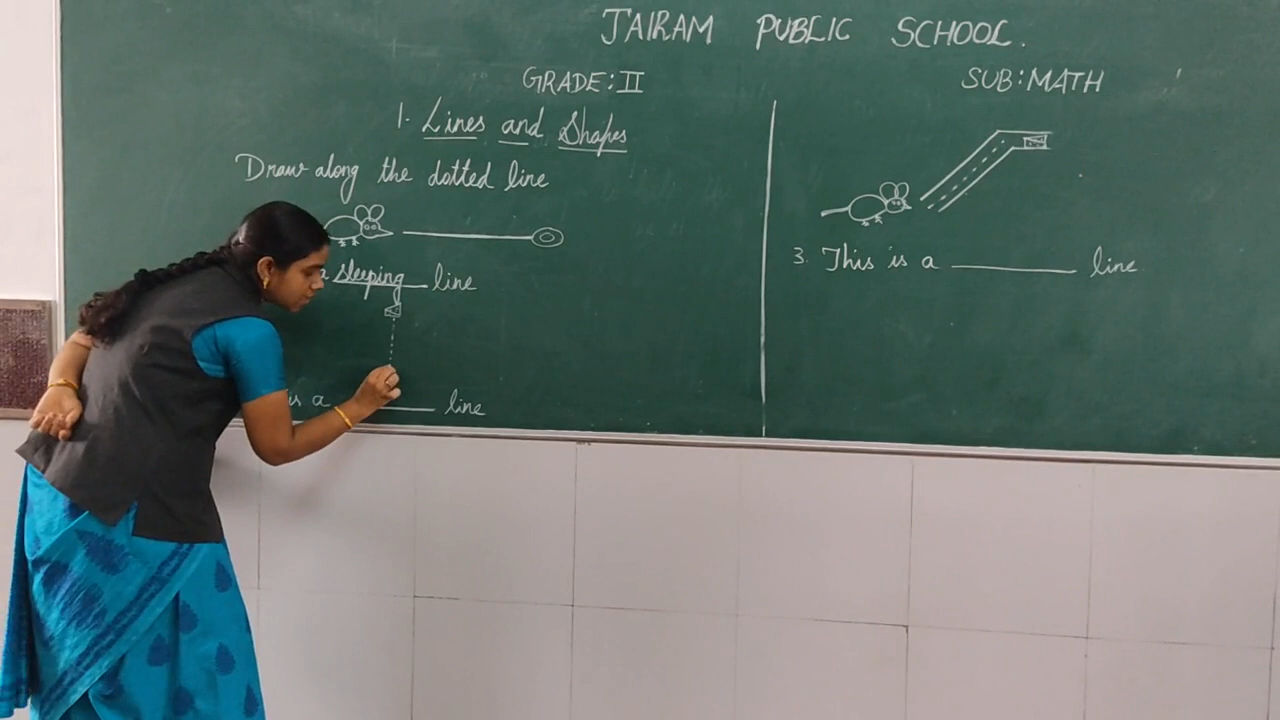 JAIRAM PUBLIC SCHOOL.
GRADE: II
SUB: MATH
1. Lines and Shapes
Draw along the dotted line
a sleeping line
is a ______ line
3. This is a ______ line